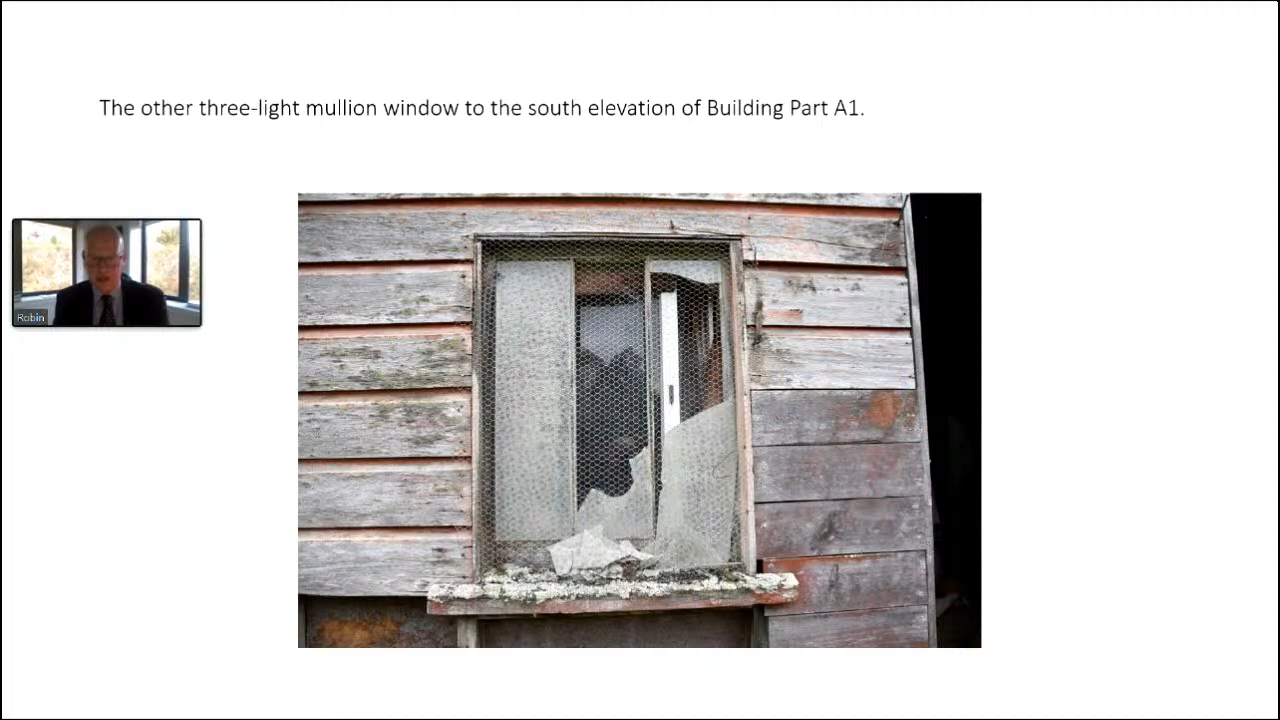 The other three-light mullion window to the south elevation of Building Part A1.
Robin